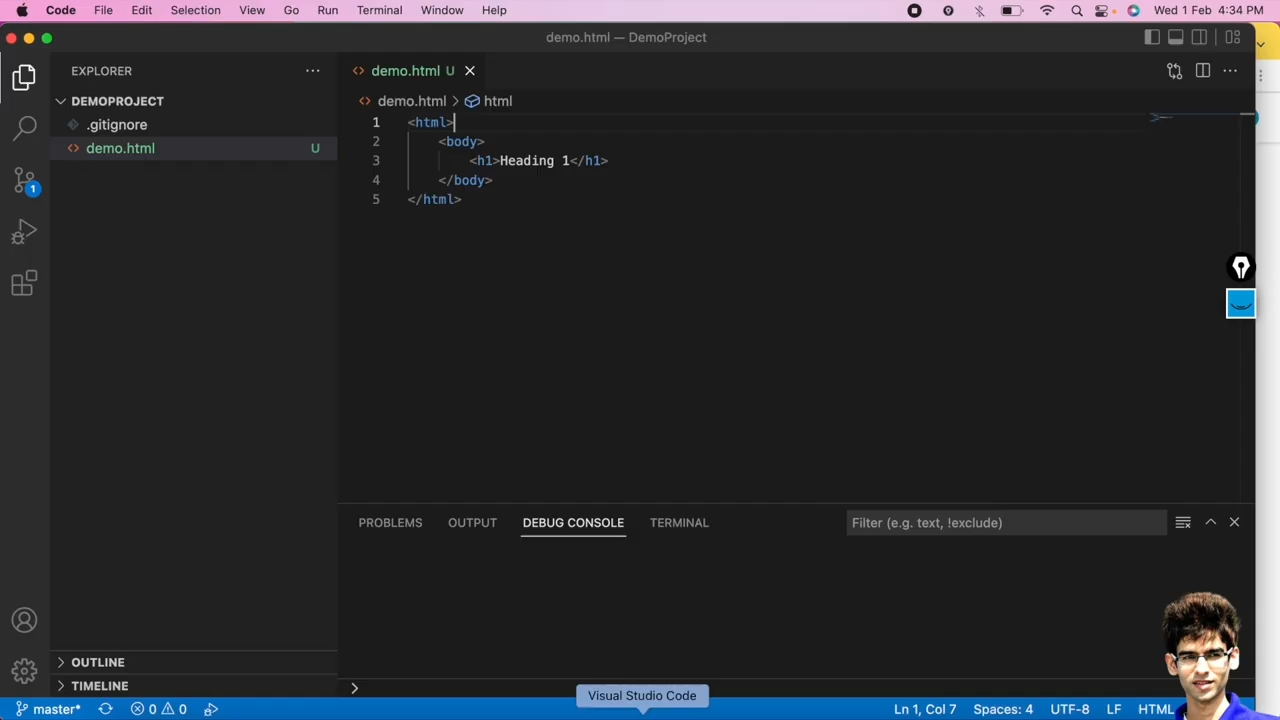 Code File Edit Selection View Go Run Terminal Window Help Wed 1 Feb 4:34 PM
demo.html — DemoProject
EXPLORER
demo.html U
DEMOPROJECT
demo.html > html
.gitignore
demo.html U
1 <html>
2 <body>
3 <h1>Heading 1</h1>
4 </body>
5 </html>
1
PROBLEMS OUTPUT DEBUG CONSOLE TERMINAL Filter (e.g. text, !exclude)
OUTLINE
TIMELINE
Visual Studio Code
master* 0 0 Ln 1, Col 7 Spaces: 4 UTF-8 LF HTML